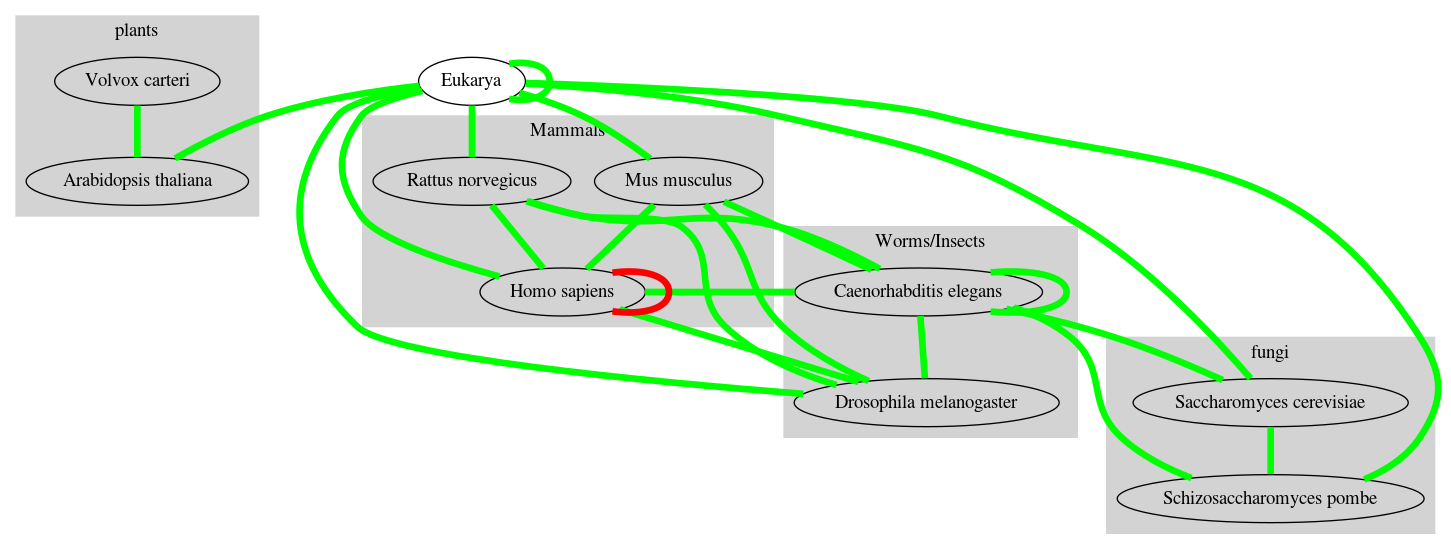 plants
Volvox carteri
Eukarya
Mammals
Arabidopsis thaliana
Rattus norvegicus
Mus musculus
Worms/Insects
Homo sapiens
Caenorhabditis elegans
fungi
Drosophila melanogaster
Saccharomyces cerevisiae
Schizosaccharomyces pombe